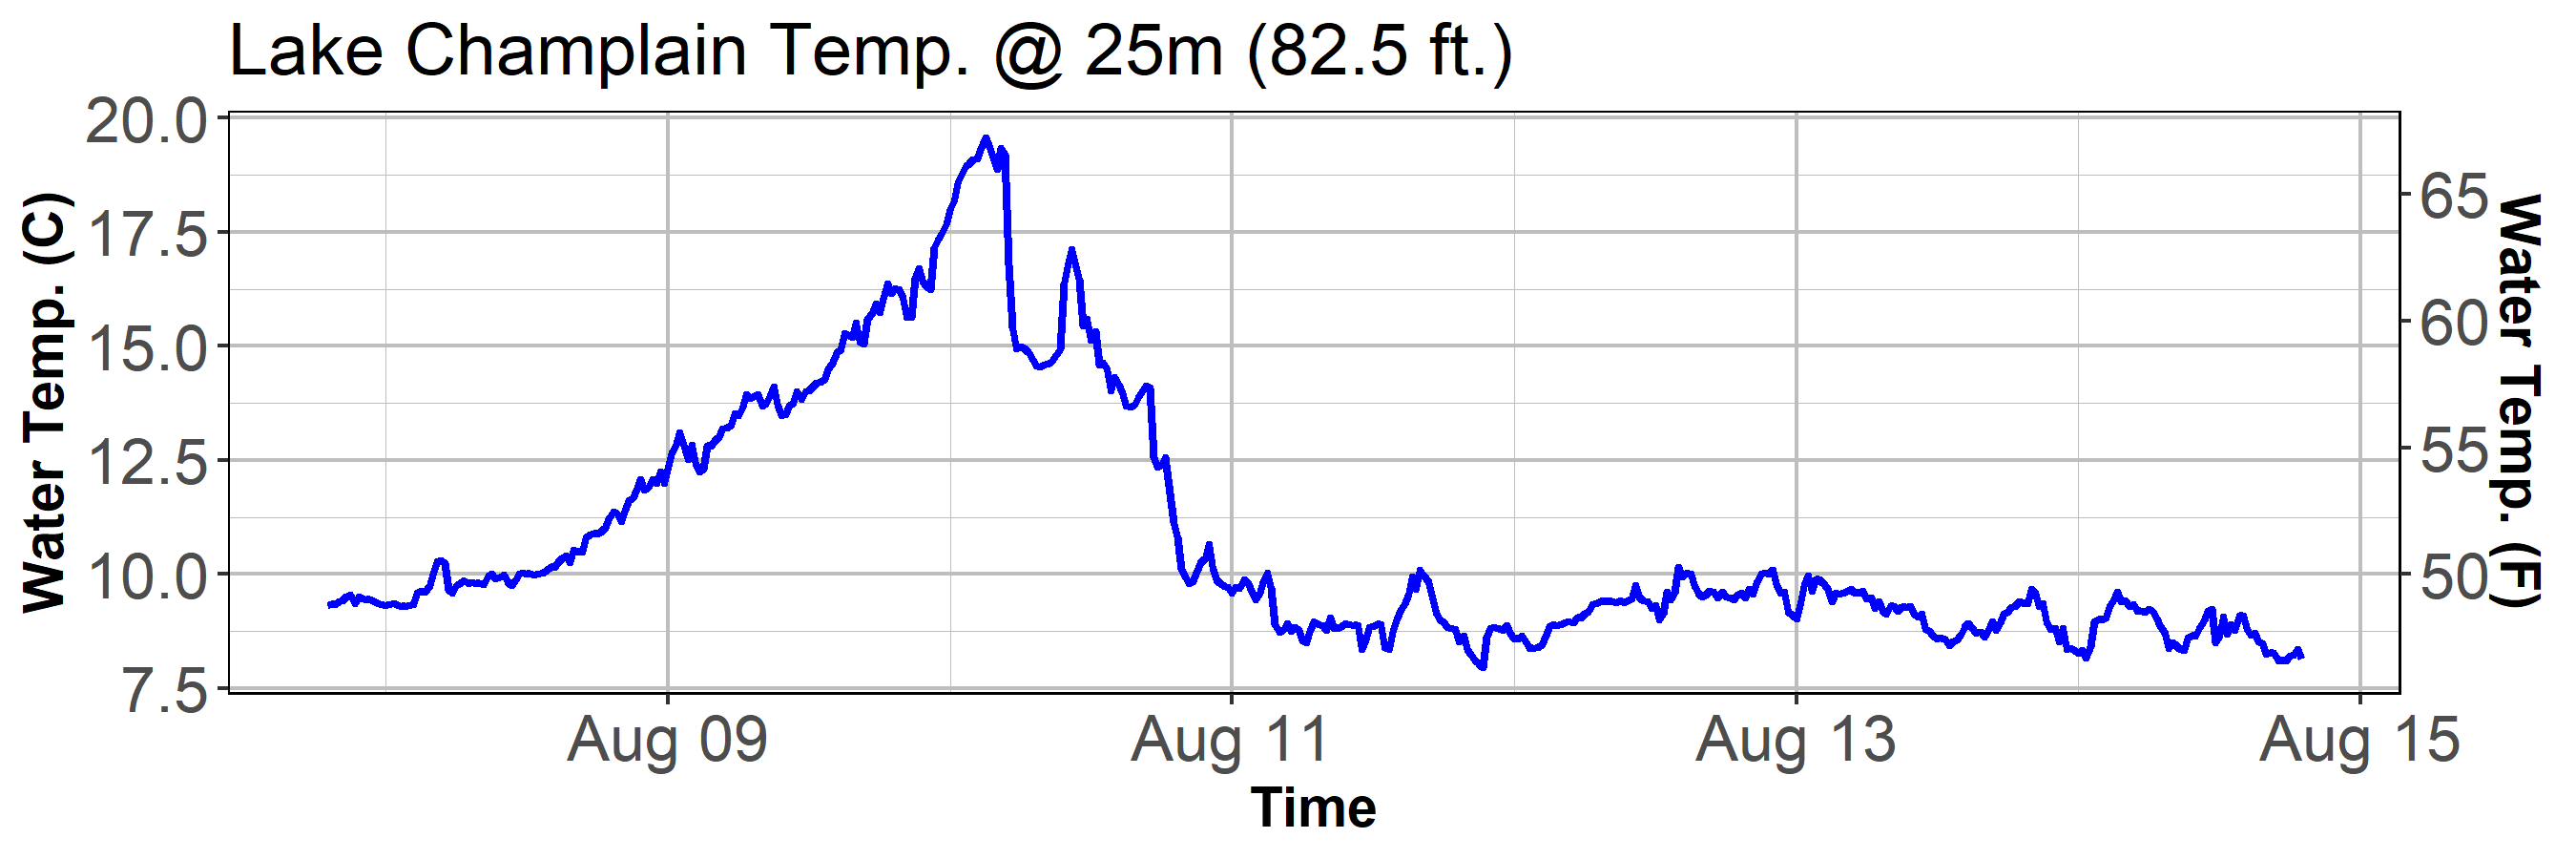 Lake Champlain Temp. @ 25m (82.5 ft.)
Water Temp. (C)
20.0
17.5
15.0
12.5
10.0
7.5
65
60
55
50
Water Temp. (F)
Aug 09 Aug 11 Aug 13 Aug 15
Time